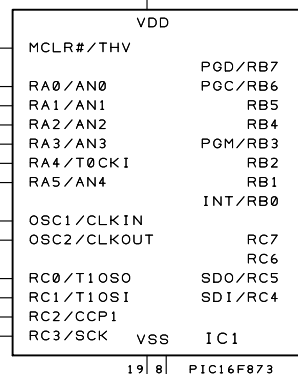 VDD
MCLR#/THV
PGD/RB7
RA0/AN0 PGC/RB6
RA1/AN1 RB5
RA2/AN2 RB4
RA3/AN3 PGM/RB3
RA4/T0CKI RB2
RA5/AN4 RB1
INT/RB0
OSC1/CLKIN
OSC2/CLKOUT RC7
RC6
RC0/T1OSO SDO/RC5
RC1/T1OSI SDI/RC4
RC2/CCP1
RC3/SCK VSS IC1
19 8 PIC16F873